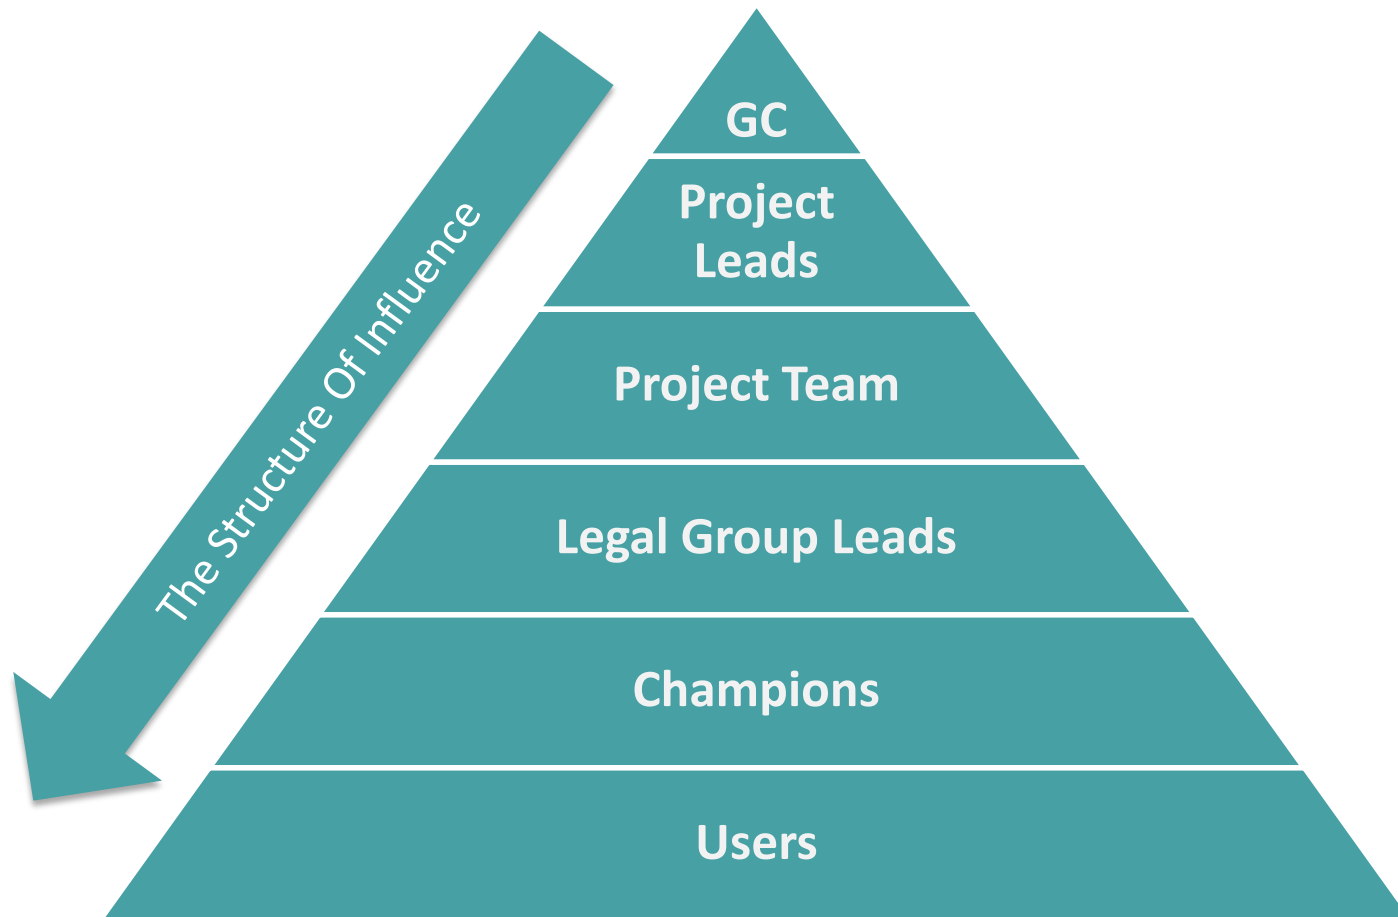 GC
Project
Leads
Project Team
Legal Group Leads
Champions
Users
The Structure Of Influence